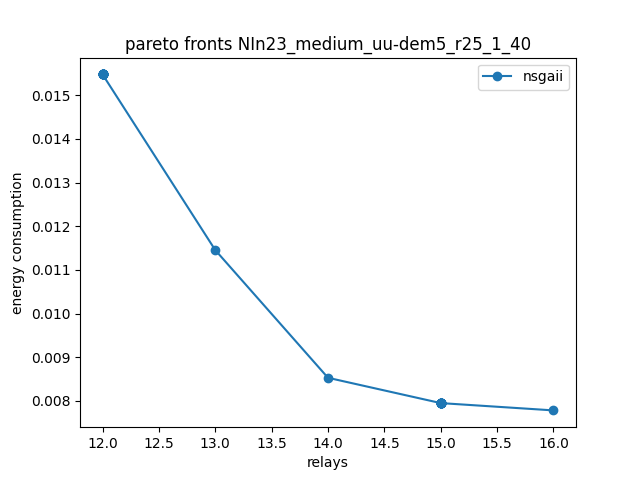 pareto fronts NIn23_medium_uu-dem5_r25_1_40
nsgaii
0.015
0.014
0.013
0.012
0.011
0.010
0.009
0.008
energy consumption
12.0 12.5 13.0 13.5 14.0 14.5 15.0 15.5 16.0
relays